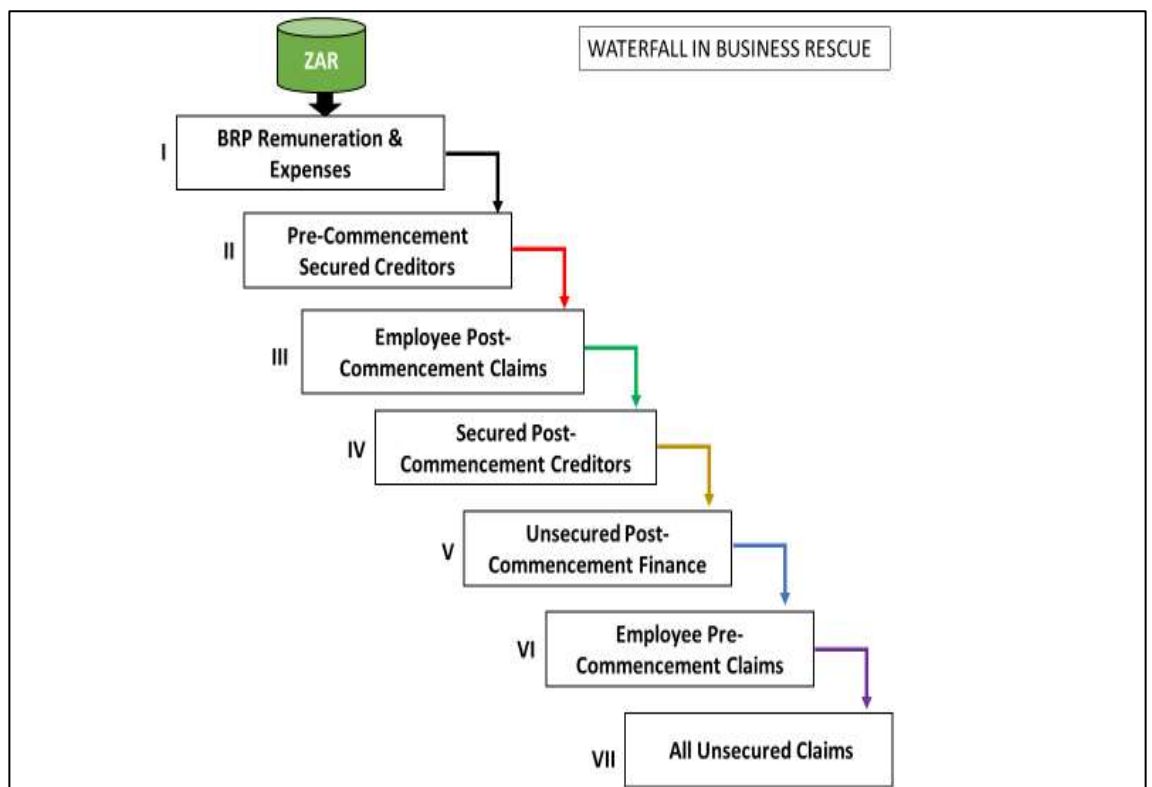 ZAR
WATERFALL IN BUSINESS RESCUE
I
BRP Remuneration &
Expenses
II
Pre-Commencement
Secured Creditors
III
Employee Post-
Commencement Claims
IV
Secured Post-
Commencement Creditors
V
Unsecured Post-
Commencement Finance
VI
Employee Pre-
Commencement Claims
VII
All Unsecured Claims